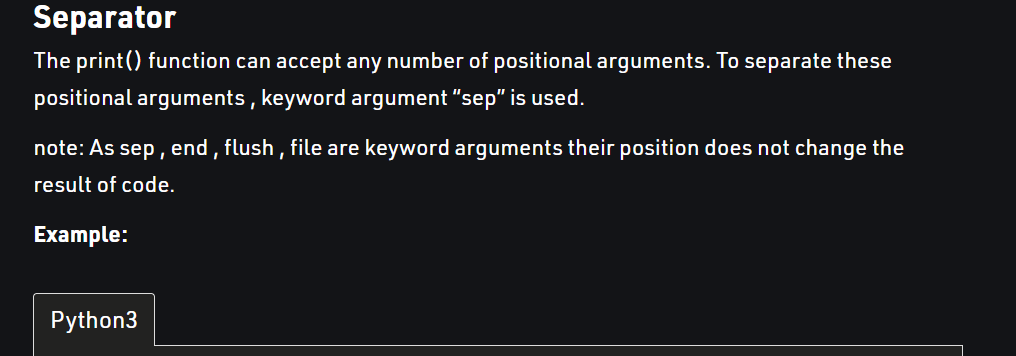 Separator
The print() function can accept any number of positional arguments. To separate these
positional arguments , keyword argument “sep” is used.
note: As sep , end , flush , file are keyword arguments their position does not change the
result of code.
Example:
Python3